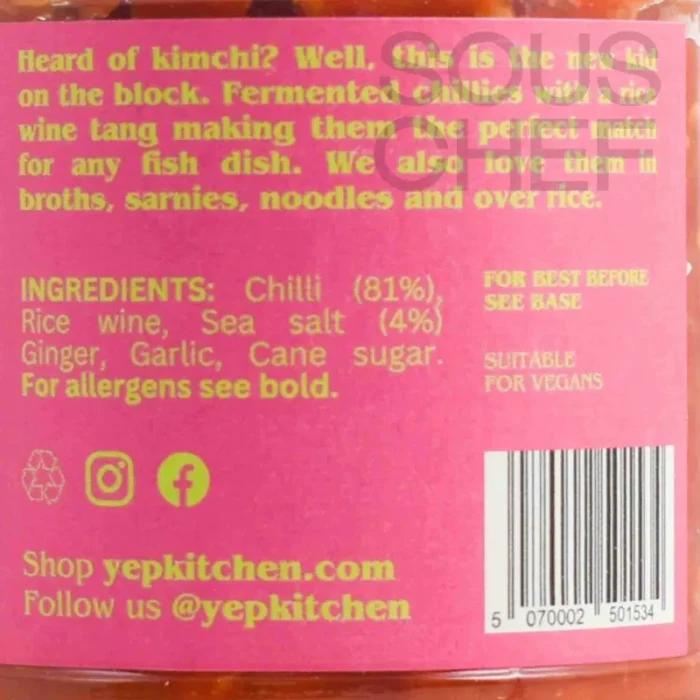 SOUS
CHEF
Heard of kimchi? Well, this is the new kid
on the block. Fermented chillies with a rice
wine tang making them the perfect match
for any fish dish. We also love them in
broths, sarnies, noodles and over rice.
INGREDIENTS: Chilli (81%),
Rice wine, Sea salt (4%)
Ginger, Garlic, Cane sugar.
For allergens see bold.
FOR BEST BEFORE
SEE BASE
SUITABLE
FOR VEGANS
Shop yepkitchen.com
Follow us @yepkitchen
5 070002 501534